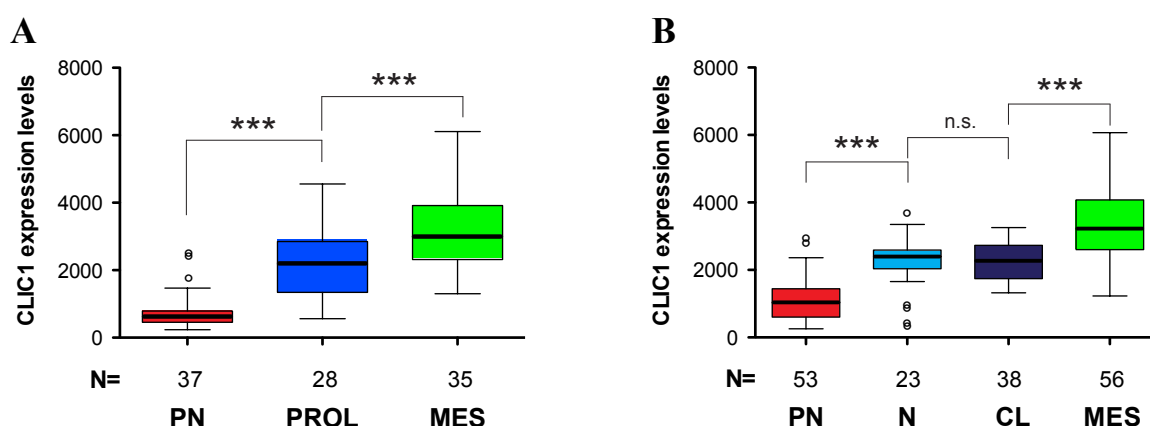 A
CLIC1 expression levels
8000
6000
4000
2000
0
***
***
N= 37 28 35
PN PROL MES
B
CLIC1 expression levels
8000
6000
4000
2000
0
***
n.s.
***
N= 53 23 38 56
PN N CL MES